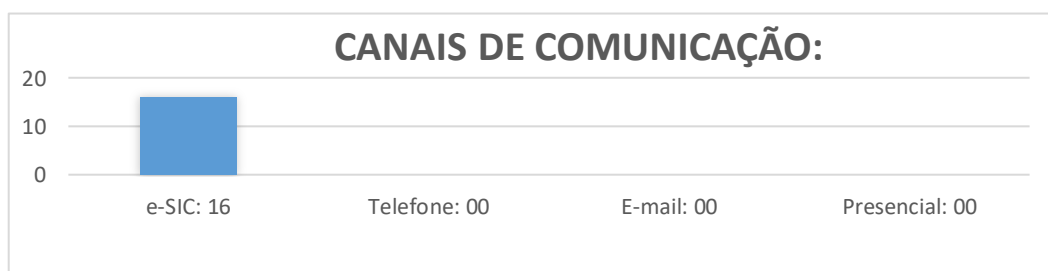 CANAIS DE COMUNICAÇÃO:
20
10
0
e-SIC: 16 Telefone: 00 E-mail: 00 Presencial: 00